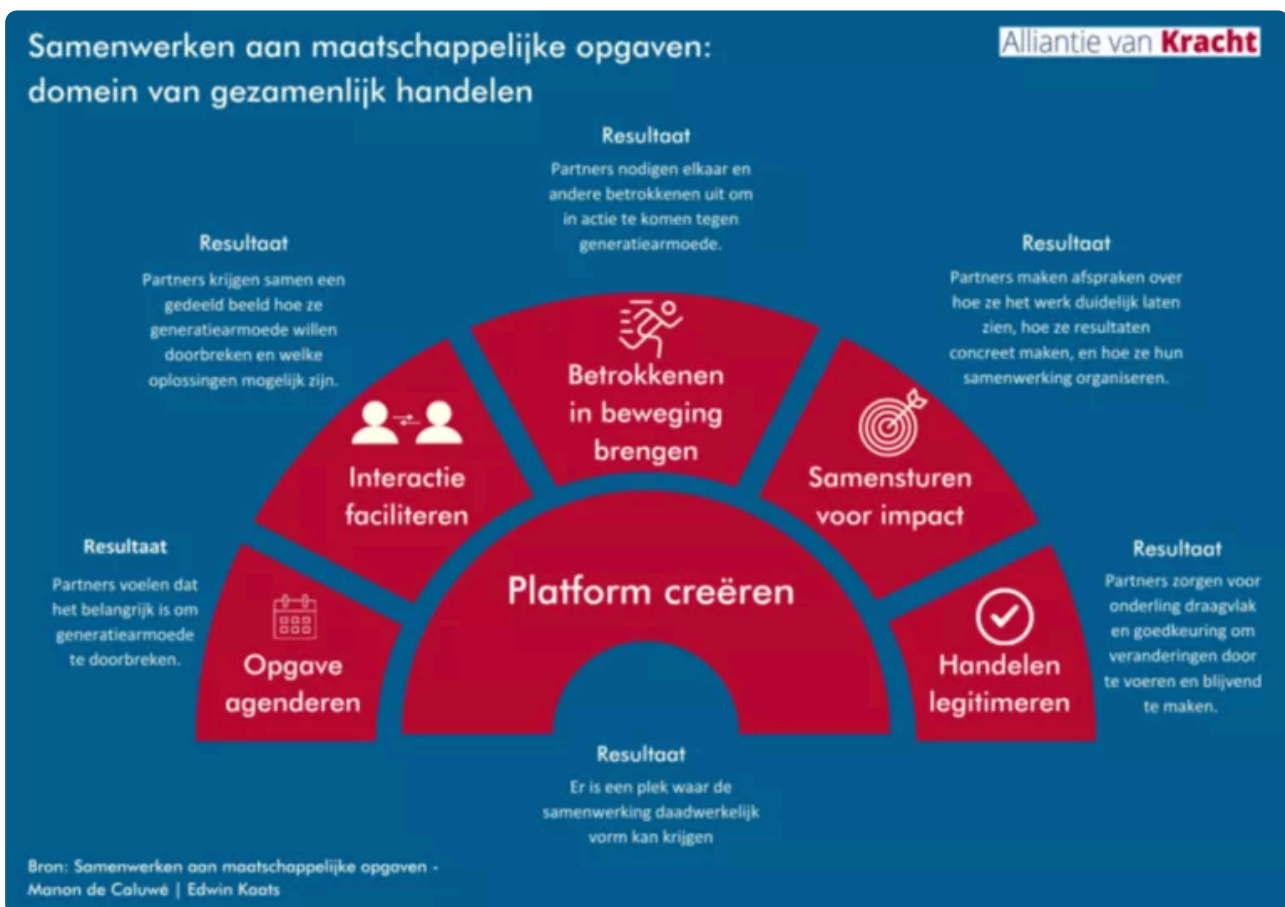 Samenwerken aan maatschappelijke opgaven:
domein van gezamenlijk handelen
Alliantie van Kracht
Resultaat
Partners voelen dat
het belangrijk is om
generatiearmoede
te doorbreken.
Opgave
agenderen
Resultaat
Partners krijgen samen een
gedeeld beeld hoe ze
generatiearmoede willen
doorbreken en welke
oplossingen mogelijk zijn.
Interactie
faciliteren
Resultaat
Partners nodigen elkaar en
andere betrokkenen uit om
in actie te komen tegen
generatiearmoede.
Betrokkenen
in beweging
brengen
Resultaat
Partners maken afspraken over
hoe ze het werk duidelijk laten
zien, hoe ze resultaten
concreet maken, en hoe ze hun
samenwerking organiseren.
Samensturen
voor impact
Resultaat
Partners zorgen voor
onderling draagvlak
en goedkeuring om
veranderingen door
te voeren en blijvend
te maken.
Handelen
legitimeren
Platform creëren
Resultaat
Er is een plek waar de
samenwerking daadwerkelijk
vorm kan krijgen
Bron: Samenwerken aan maatschappelijke opgaven -
Manon de Caluwé | Edwin Kaats